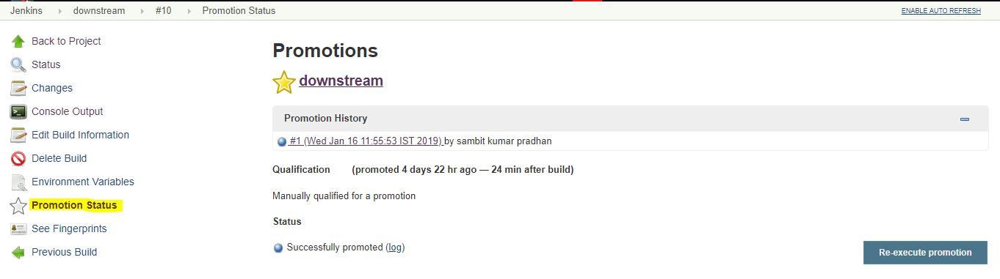 Jenkins downstream #10 Promotion Status ENABLE AUTO REFRESH
Back to Project
Status
Changes
Console Output
Edit Build Information
Delete Build
Environment Variables
Promotion Status
See Fingerprints
Previous Build
Promotions
downstream
Promotion History
#1 (Wed Jan 16 11:55:53 IST 2019) by sambit kumar pradhan
Qualification (promoted 4 days 22 hr ago — 24 min after build)
Manually qualified for a promotion
Status
Successfully promoted (log)
Re-execute promotion